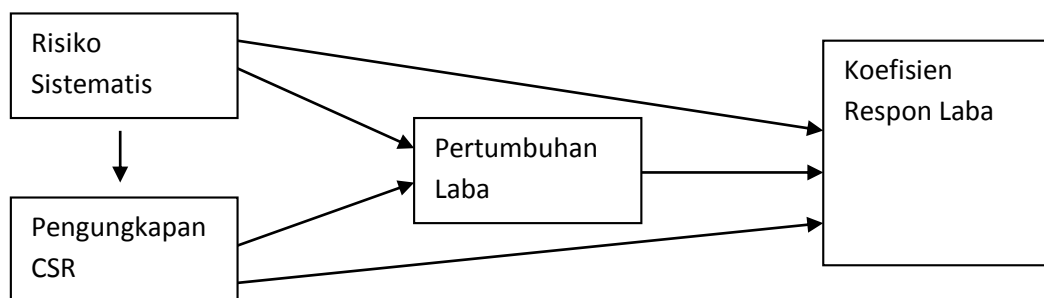 Risiko
Sistematis
Pengungkapan
CSR
Pertumbuhan
Laba
Koefisien
Respon Laba